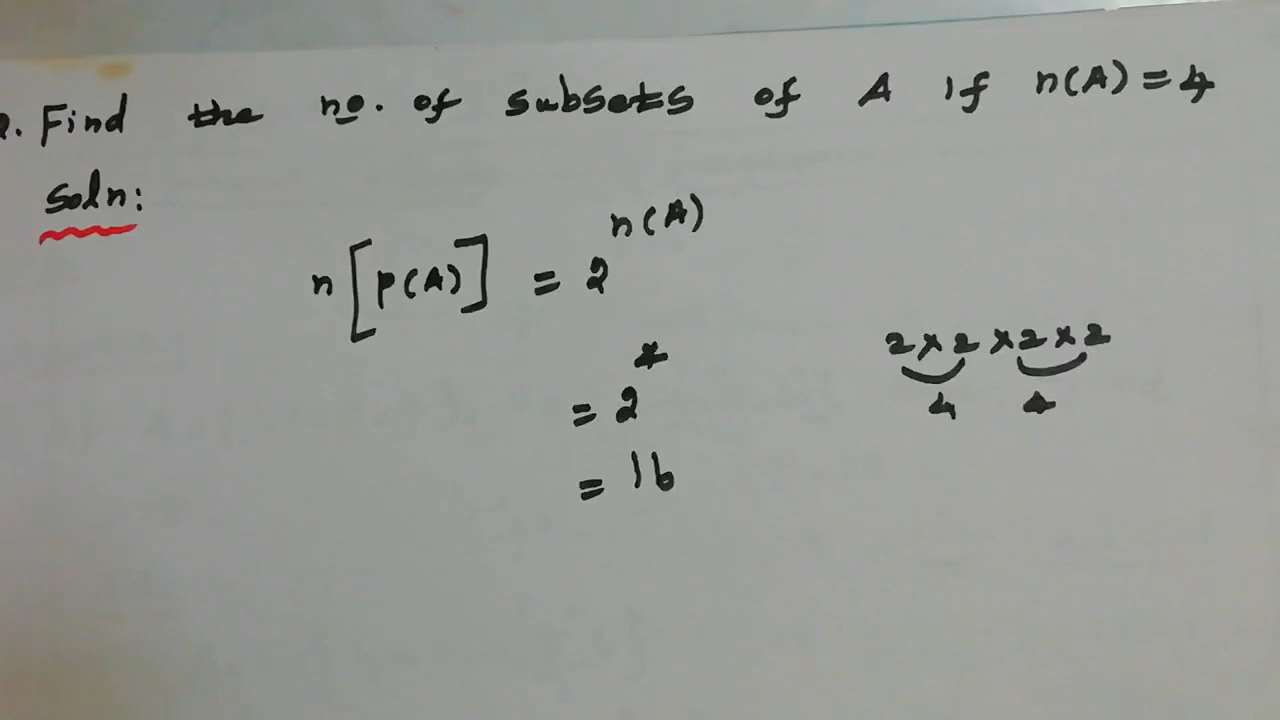 Find the no. of subsets of A if n(A) = 4
Soln:
n[P(A)] = 2^n(A)
= 2^4
= 16
2×2×2×2
4 4